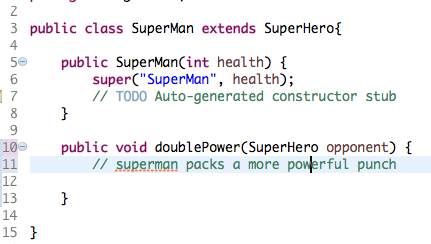 2
3 public class SuperMan extends SuperHero{
4
5 public SuperMan(int health) {
6 super("SuperMan", health);
7 // TODO Auto-generated constructor stub
8 }
9
10 public void doublePower(SuperHero opponent) {
11 // superman packs a more powerful punch
12
13 }
14
15 }